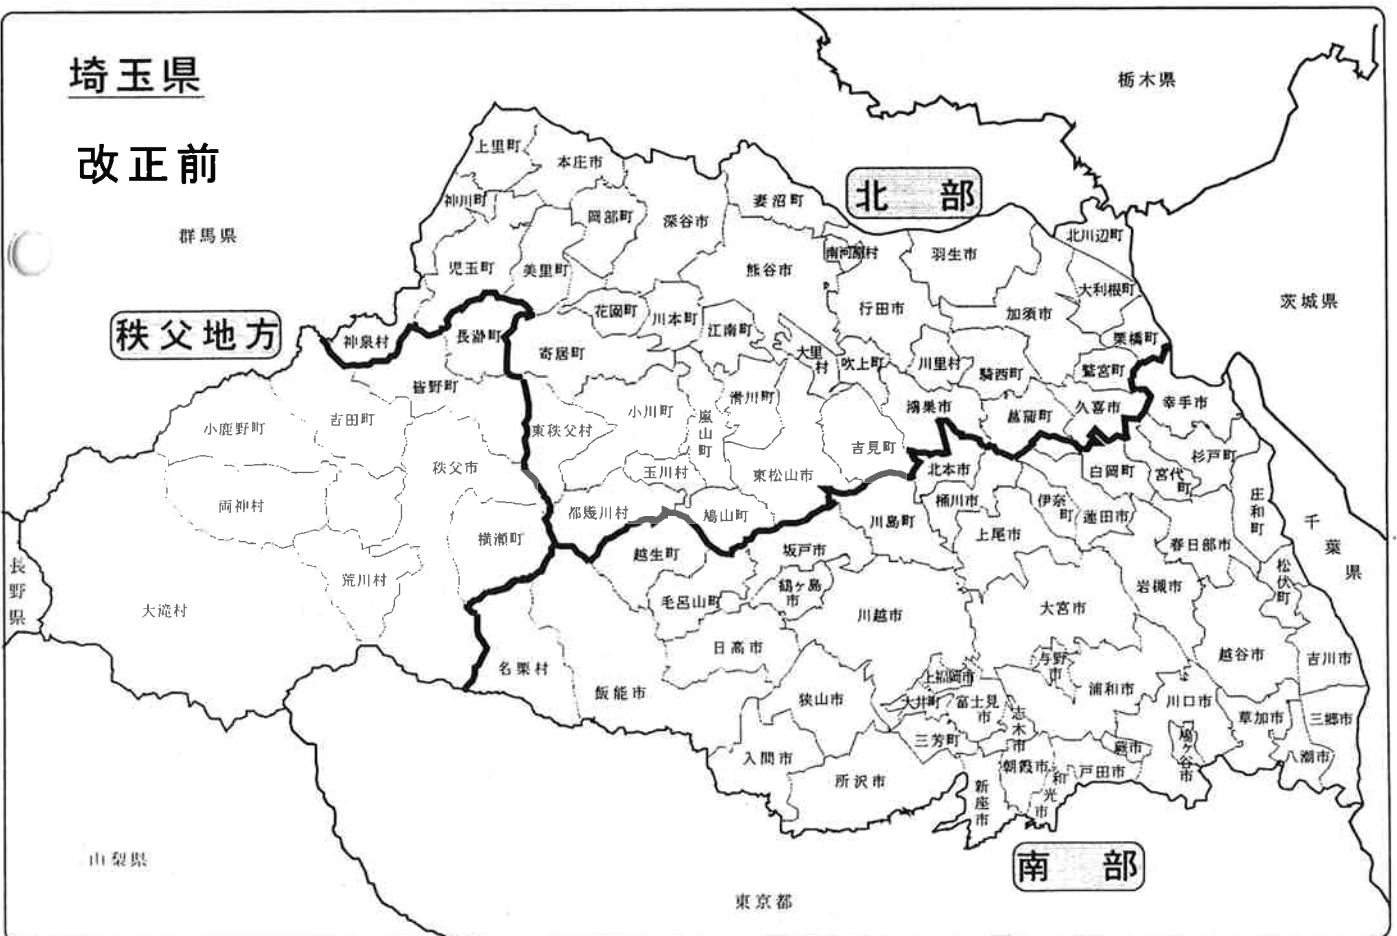 埼玉県
改正前
栃木県
群馬県
茨城県
千葉県
長野県
山梨県
東京都
北部
秩父地方
南部
上里町
本庄市
神川町
岡部町
深谷市
妻沼町
児玉町
美里町
熊谷市
南河原村
羽生市
北川辺町
大利根町
行田市
加須市
栗橋町
花園町
川本町
江南町
大里村
吹上町
川里村
騎西町
鷲宮町
神泉村
長瀞町
寄居町
皆野町
小川町
嵐山町
滑川町
吉見町
鴻巣市
菖蒲町
久喜市
幸手市
小鹿野町
吉田町
秩父市
東秩父村
玉川村
東松山市
北本市
白岡町
宮代町
杉戸町
両神村
横瀬町
都幾川村
鳩山町
川島町
桶川市
上尾市
伊奈町
蓮田市
春日部市
庄和町
荒川村
大滝村
越生町
坂戸市
毛呂山町
鶴ヶ島市
川越市
大宮市
岩槻市
松伏町
名栗村
飯能市
日高市
狭山市
上福岡市
大井町
富士見市
与野市
浦和市
川口市
越谷市
吉川市
入間市
所沢市
三芳町
志木市
朝霞市
新座市
和光市
戸田市
蕨市
鳩ヶ谷市
草加市
三郷市
八潮市